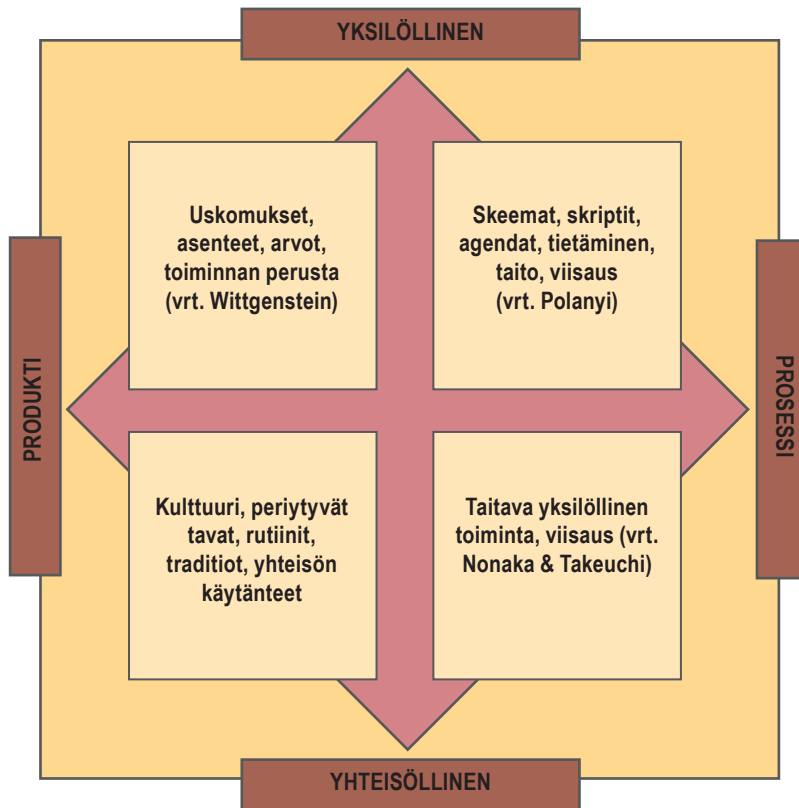 YKSILÖLLINEN
Uskomukset,
asenteet, arvot,
toiminnan perusta
(vrt. Wittgenstein)
Skeemat, skriptit,
agendat, tietäminen,
taito, viisaus
(vrt. Polanyi)
PRODUKTI
PROSESSI
Kulttuuri, periytyvät
tavat, rutiinit,
traditiot, yhteisön
käytänteet
Taitava yksilöllinen
toiminta, viisaus (vrt.
Nonaka & Takeuchi)
YHTEISÖLLINEN